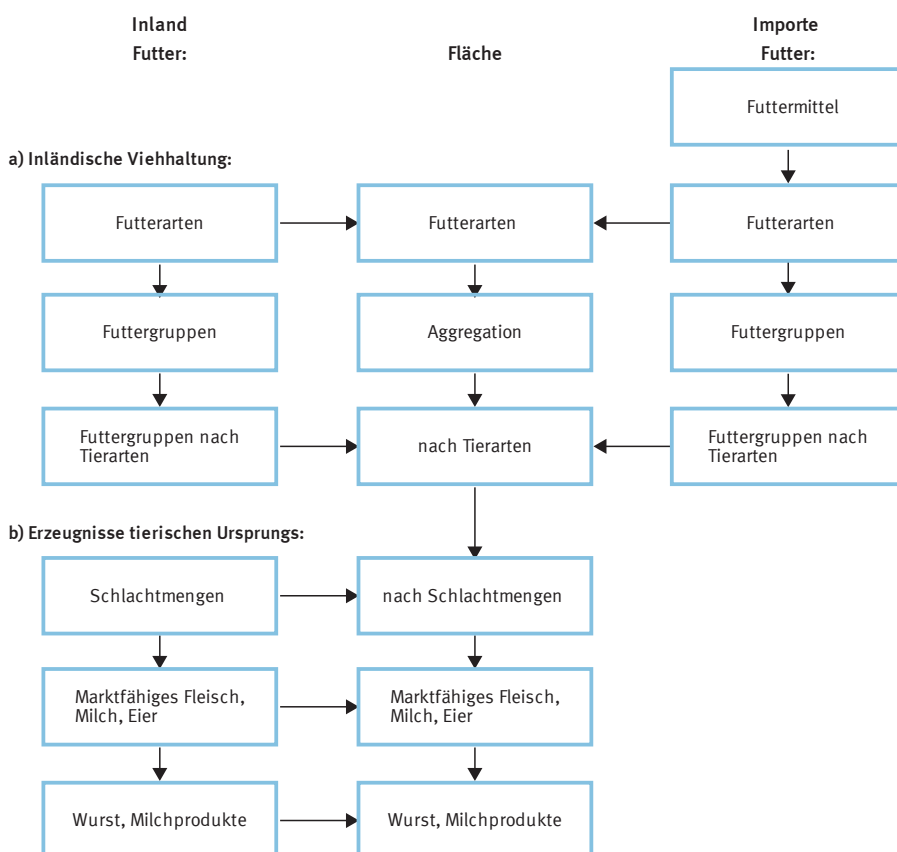 Inland
Futter:
Fläche
Importe
Futter:
Futtermittel
a) Inländische Viehhaltung:
Futterarten
Futterarten
Futterarten
Futtergruppen
Aggregation
Futtergruppen
Futtergruppen nach
Tierarten
nach Tierarten
Futtergruppen nach
Tierarten
b) Erzeugnisse tierischen Ursprungs:
Schlachtmengen
nach Schlachtmengen
Marktfähiges Fleisch,
Milch, Eier
Marktfähiges Fleisch,
Milch, Eier
Wurst, Milchprodukte
Wurst, Milchprodukte